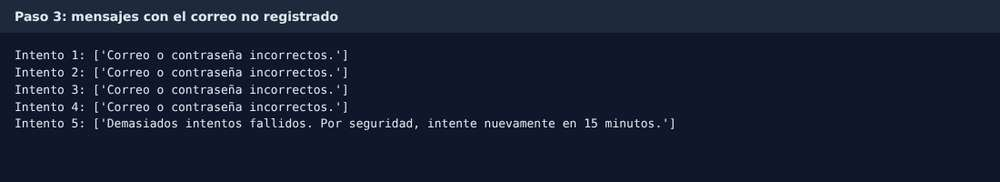 Paso 3: mensajes con el correo no registrado
Intento 1: ['Correo o contraseña incorrectos.']
Intento 2: ['Correo o contraseña incorrectos.']
Intento 3: ['Correo o contraseña incorrectos.']
Intento 4: ['Correo o contraseña incorrectos.']
Intento 5: ['Demasiados intentos fallidos. Por seguridad, intente nuevamente en 15 minutos.']